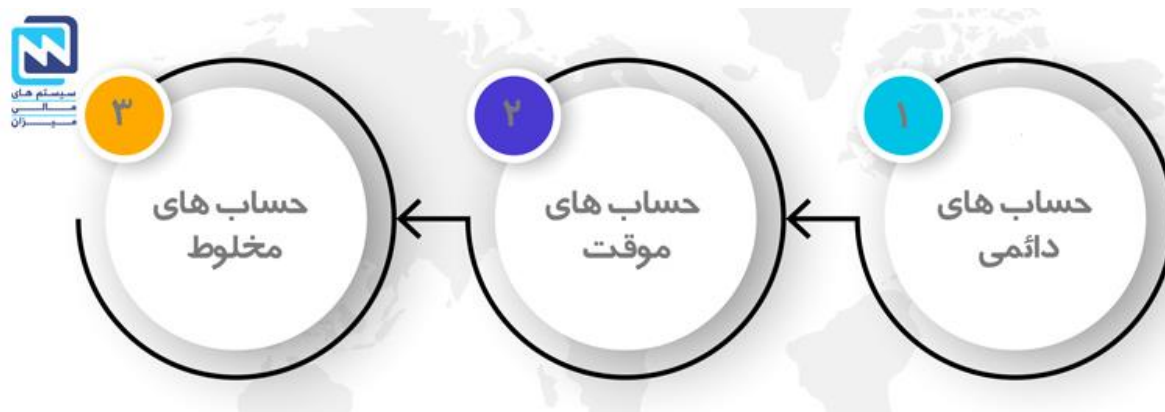 ۱
حساب های
دائمی
۲
حساب های
موقت
۳
حساب های
مخلوط
سیستم های
مالی
میزان